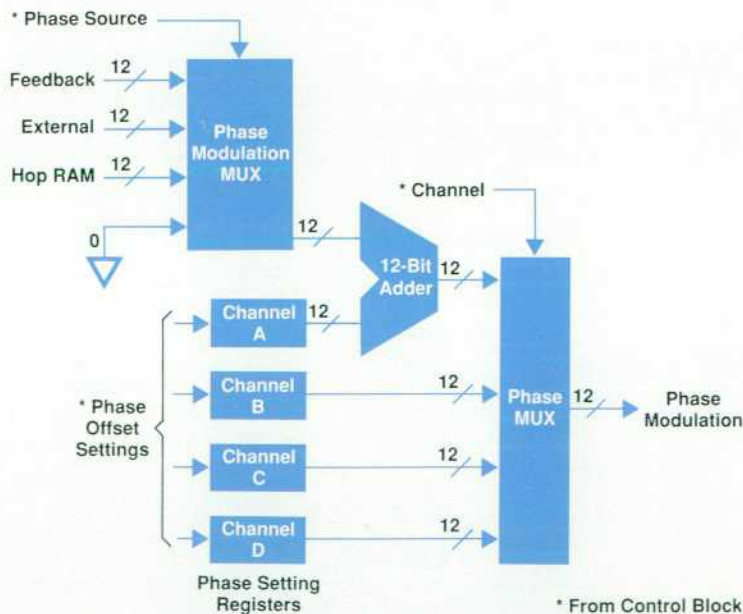 * Phase Source
Feedback
12
External
12
Hop RAM
12
0
Phase
Modulation
MUX
12
* Channel
12-Bit
Adder
12
* Phase
Offset
Settings
Channel
A
12
Channel
B
12
Channel
C
12
Channel
D
12
Phase Setting
Registers
Phase
MUX
12
Phase
Modulation
* From Control Block